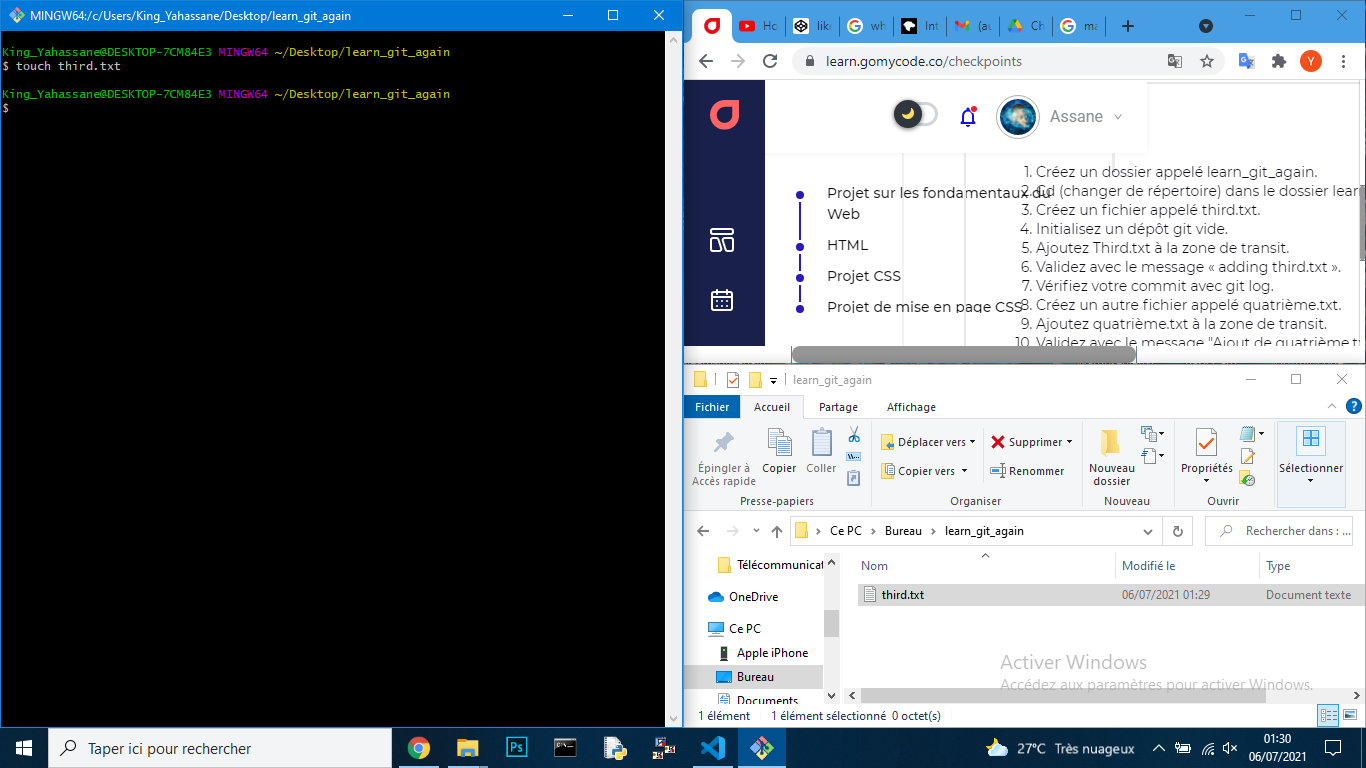 MINGW64:/c/Users/King_Yahassane/Desktop/learn_git_again
King_Yahassane@DESKTOP-7CM84E3 MINGW64 ~/Desktop/learn_git_again
$ touch third.txt
King_Yahassane@DESKTOP-7CM84E3 MINGW64 ~/Desktop/learn_git_again
$
Ho
like
wh
Int
(au
Ch
ma
learn.gomycode.co/checkpoints
Y
Assane
Projet sur les fondamentaux du
Web
HTML
Projet CSS
Projet de mise en page CSS
1. Créez un dossier appelé learn_git_again.
2. Cd (changer de répertoire) dans le dossier lear
3. Créez un fichier appelé third.txt.
4. Initialisez un dépôt git vide.
5. Ajoutez Third.txt à la zone de transit.
6. Validez avec le message « adding third.txt ».
7. Vérifiez votre commit avec git log.
8. Créez un autre fichier appelé quatrième.txt.
9. Ajoutez quatrième.txt à la zone de transit.
10. Validez avec le message "Ajout de quatrième.t
learn_git_again
Fichier Accueil Partage Affichage
Épingler à
Accès rapide
Copier
Coller
Presse-papiers
Déplacer vers
Copier vers
Supprimer
Renommer
Organiser
Nouveau
dossier
Nouveau
Propriétés
Ouvrir
Sélectionner
Ce PC > Bureau > learn_git_again
Rechercher dans : ...
Télécommunicat
OneDrive
Ce PC
Apple iPhone
Bureau
Documents
Nom Modifié le Type
third.txt 06/07/2021 01:29 Document texte
Activer Windows
Accédez aux paramètres pour activer Windows.
1 élément 1 élément sélectionné 0 octet(s)
Taper ici pour rechercher
Ps
27°C Très nuageux
01:30
06/07/2021